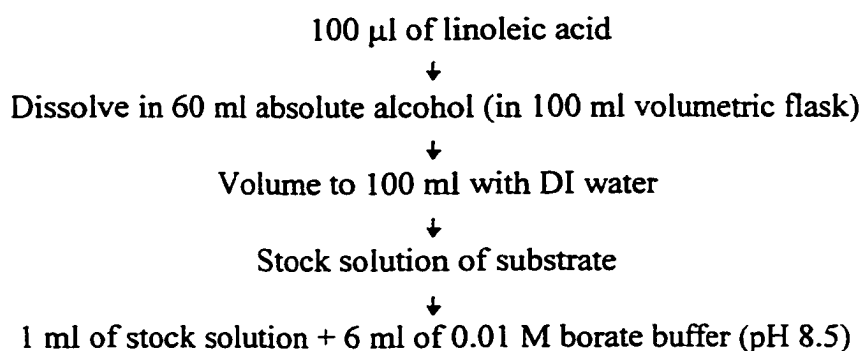 100 µl of linoleic acid
↓
Dissolve in 60 ml absolute alcohol (in 100 ml volumetric flask)
↓
Volume to 100 ml with DI water
↓
Stock solution of substrate
↓
1 ml of stock solution + 6 ml of 0.01 M borate buffer (pH 8.5)